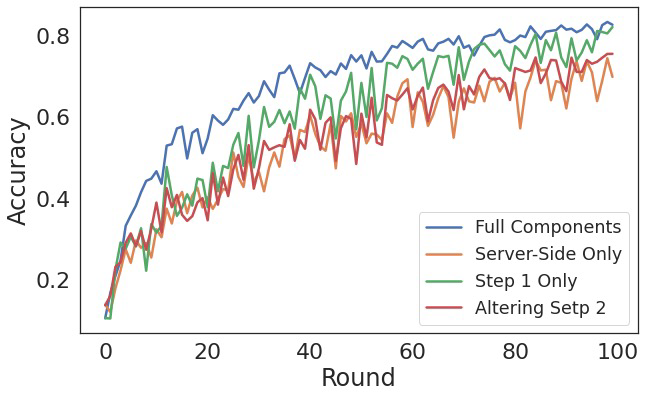 0.8
0.6
0.4
0.2
Accuracy
Full Components
Server-Side Only
Step 1 Only
Altering Setp 2
0 20 40 60 80 100
Round